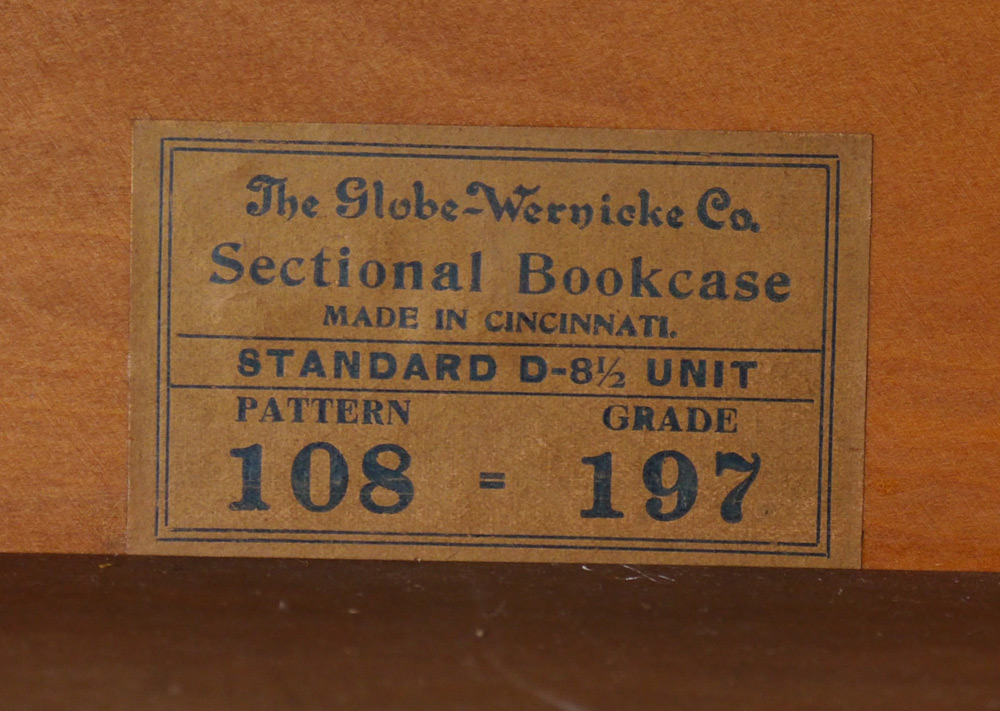 The Globe-Wernicke Co.
Sectional Bookcase
MADE IN CINCINNATI.
STANDARD D-8½ UNIT
PATTERN GRADE
108 = 197